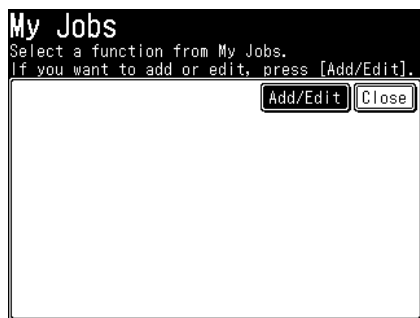 My Jobs
Select a function from My Jobs.
If you want to add or edit, press [Add/Edit].
Add/Edit Close